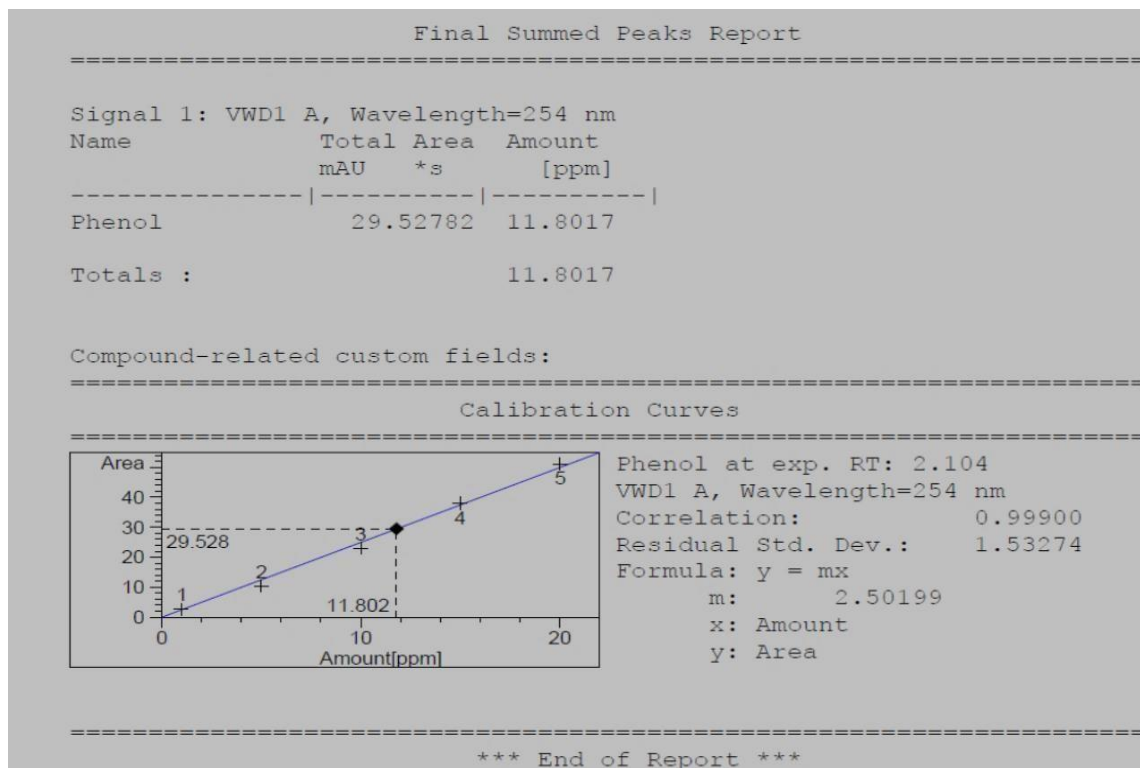 Final Summed Peaks Report
=====================================================================
Signal 1: VWD1 A, Wavelength=254 nm
Name Total Area Amount
mAU *s [ppm]
---------------|----------|----------|
Phenol 29.52782 11.8017
Totals : 11.8017
Compound-related custom fields:
=====================================================================
Calibration Curves
=====================================================================
Area
40
30
20
10
0
29.528
11.802
1
2
3
4
5
0 10 20
Amount[ppm]
Phenol at exp. RT: 2.104
VWD1 A, Wavelength=254 nm
Correlation: 0.99900
Residual Std. Dev.: 1.53274
Formula: y = mx
m: 2.50199
x: Amount
y: Area
=====================================================================
*** End of Report ***